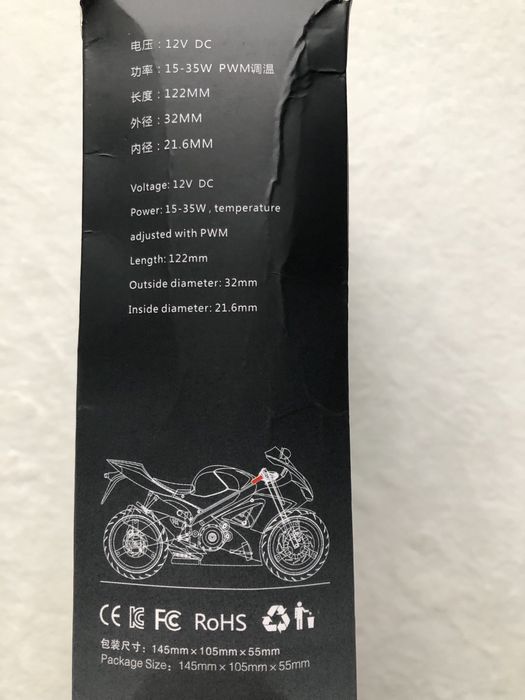 电压：12V DC
功率：15-35W PWM调温
长度：122MM
外径：32MM
内径：21.6MM
Voltage: 12V DC
Power: 15-35W , temperature
adjusted with PWM
Length: 122mm
Outside diameter: 32mm
Inside diameter: 21.6mm
CE FC RoHS
包装尺寸：145mm×105mm×55mm
Package Size: 145mm×105mm×55mm